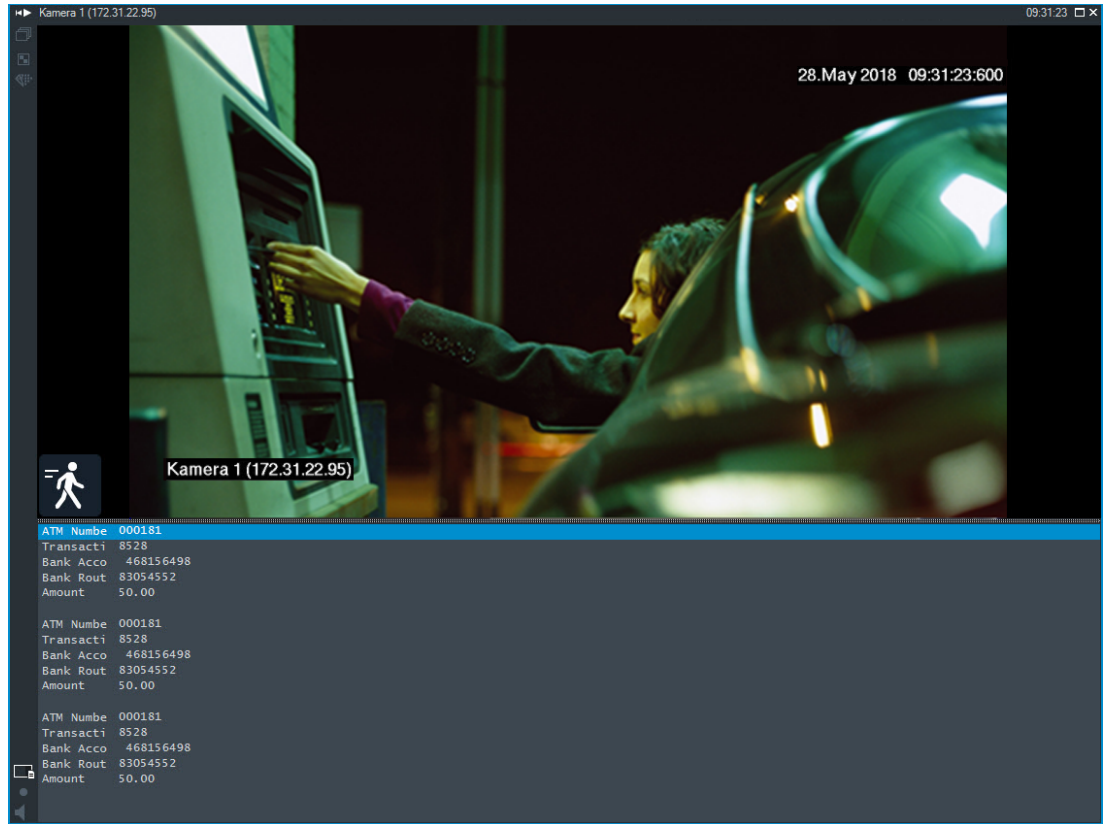 Kamera 1 (172.31.22.95) 09:31:23
28.May 2018 09:31:23:600
Kamera 1 (172.31.22.95)
ATM Numbe 000181
Transacti 8528
Bank Acco 468156498
Bank Rout 83054552
Amount 50.00
ATM Numbe 000181
Transacti 8528
Bank Acco 468156498
Bank Rout 83054552
Amount 50.00
ATM Numbe 000181
Transacti 8528
Bank Acco 468156498
Bank Rout 83054552
Amount 50.00